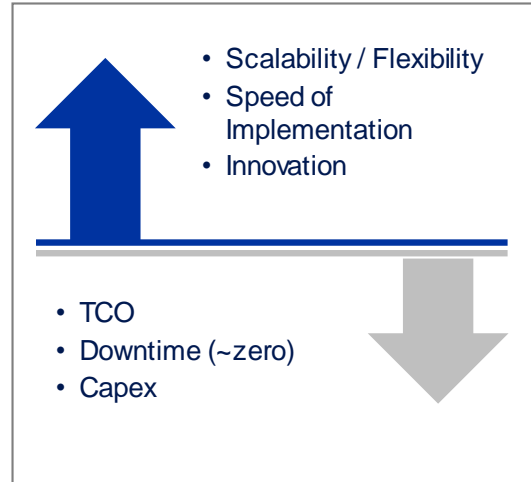 • Scalability / Flexibility
• Speed of
Implementation
• Innovation
• TCO
• Downtime (~zero)
• Capex